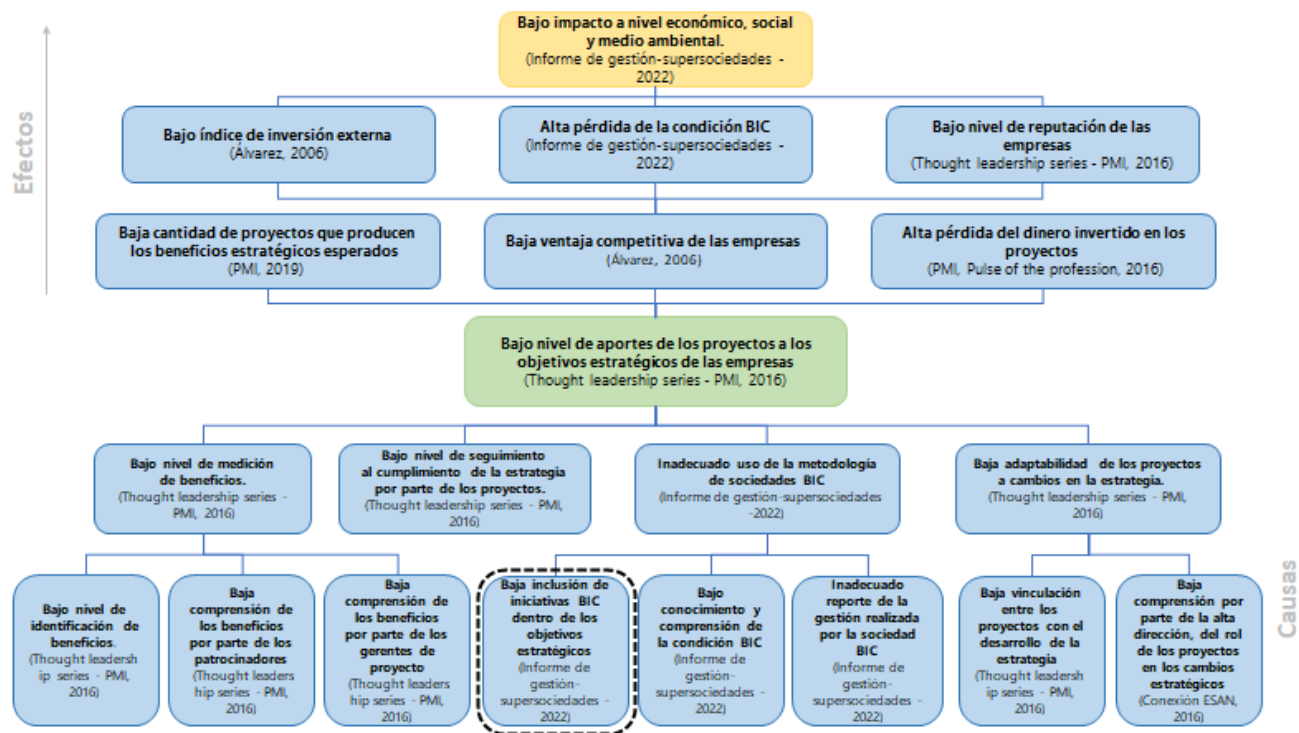 Efectos
Bajo impacto a nivel económico, social
y medio ambiental.
(Informe de gestión-supersociedades -
2022)
Bajo índice de inversión externa
(Álvarez, 2006)
Alta pérdida de la condición BIC
(Informe de gestión-supersociedades -
2022)
Bajo nivel de reputación de las
empresas
(Thought leadership series - PMI, 2016)
Baja cantidad de proyectos que producen
los beneficios estratégicos esperados
(PMI, 2019)
Baja ventaja competitiva de las empresas
(Álvarez, 2006)
Alta pérdida del dinero invertido en los
proyectos
(PMI, Pulse of the profession, 2016)
Bajo nivel de aportes de los proyectos a los
objetivos estratégicos de las empresas
(Thought leadership series - PMI, 2016)
Bajo nivel de medición
de beneficios.
(Thought leadership series -
PMI, 2016)
Bajo nivel de seguimiento
al cumplimiento de la estrategia
por parte de los proyectos.
(Thought leadership series - PMI,
2016)
Inadecuado uso de la metodología de
sociedades BIC
(Informe de gestión-supersociedades
-2022)
Baja adaptabilidad de los proyectos
a cambios en la estrategia.
(Thought leadership series - PMI,
2016)
Causas
Bajo nivel de
identificación de
beneficios.
(Thought leadersh
ip series - PMI,
2016)
Baja
comprensión de
los beneficios
por parte de los
patrocinadores
(Thought leaders
hip series - PMI,
2016)
Baja
comprensión de
los beneficios
por parte de los
gerentes de
proyecto
(Thought leaders
hip series - PMI,
2016)
Baja inclusión de
iniciativas BIC
dentro de los
objetivos
estratégicos
(Informe de
gestión-
supersociedades -
2022)
Bajo
conocimiento y
comprensión de
la condición BIC
(Informe de
gestión-
supersociedades -
2022)
Inadecuado
reporte de la
gestión realizada
por la sociedad
BIC
(Informe de
gestión-
supersociedades -
2022)
Baja vinculación
entre los
proyectos con el
desarrollo de la
estrategia
(Thought leadersh
ip series - PMI,
2016)
Baja
comprensión por
parte de la alta
dirección, del rol
de los proyectos
en los cambios
estratégicos
(Conexión ESAN,
2016)